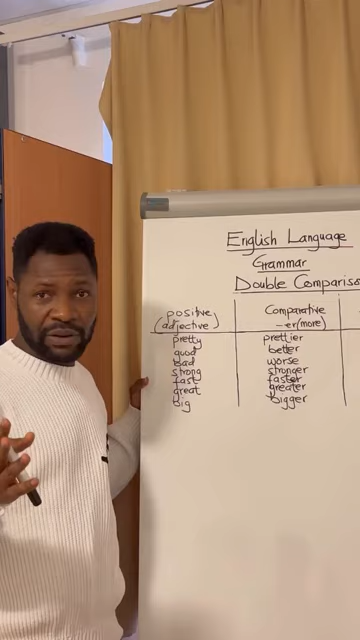 English Language
Grammar
Double Compariso
positive Comparative
(adjective) -er(more)
pretty prettier
good better
bad worse
strong stronger
fast faster
great greater
big bigger